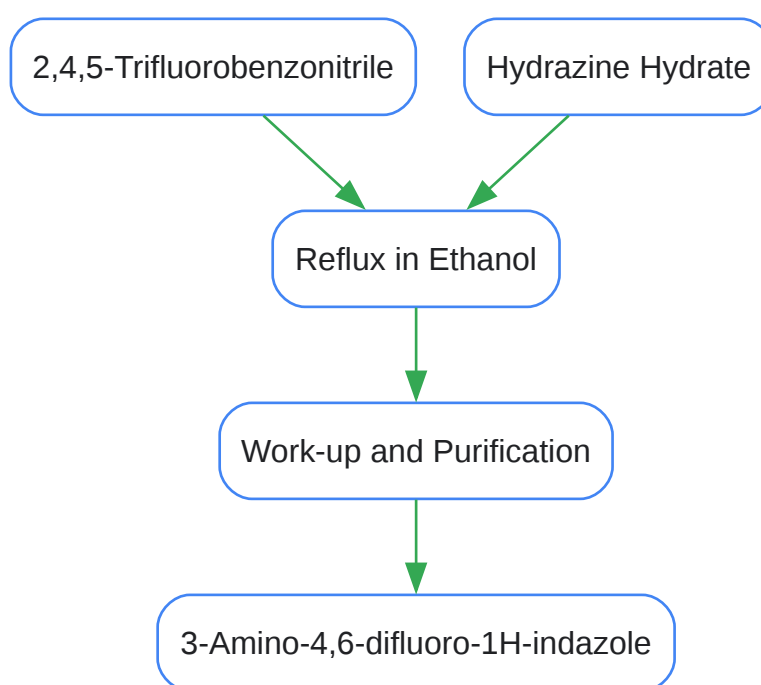 2,4,5-Trifluorobenzonitrile
Hydrazine Hydrate
Reflux in Ethanol
Work-up and Purification
3-Amino-4,6-difluoro-1H-indazole